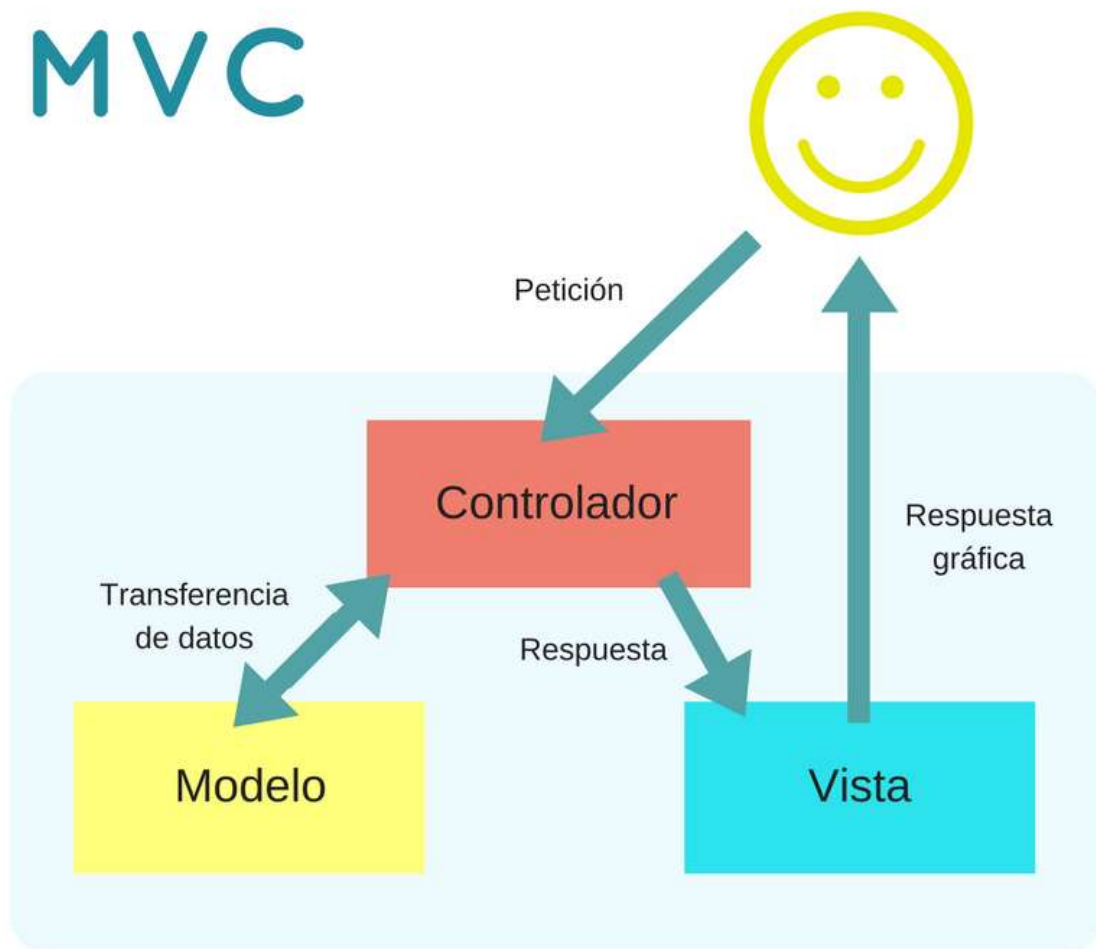 MVC
Petición
Controlador
Respuesta
gráfica
Transferencia
de datos
Respuesta
Modelo
Vista